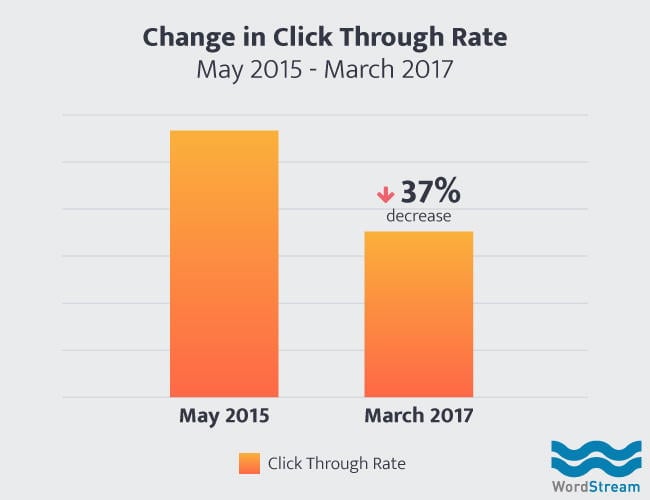 Change in Click Through Rate
May 2015 - March 2017
37%
decrease
May 2015
March 2017
Click Through Rate
WordStream